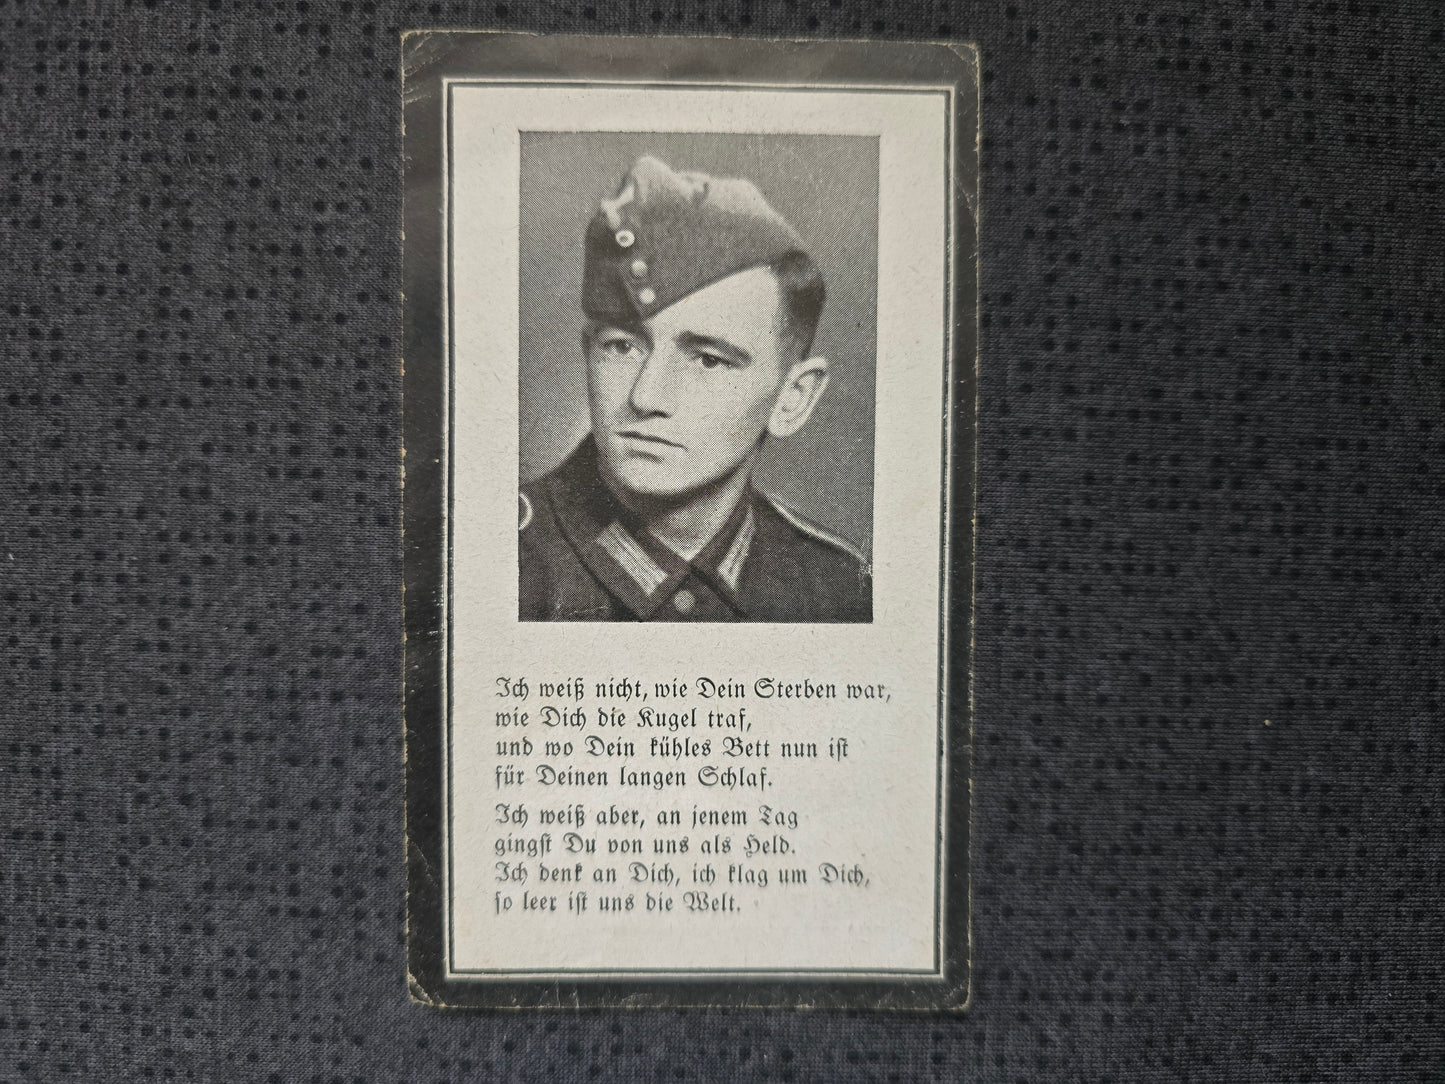 Ich weiß nicht, wie Dein Sterben war,
wie Dich die Kugel traf,
und wo Dein kühles Bett nun ist
für Deinen langen Schlaf.
Ich weiß aber, an jenem Tag
gingst Du von uns als Held.
Ich denk an Dich, ich klag um Dich,
so leer ist uns die Welt.